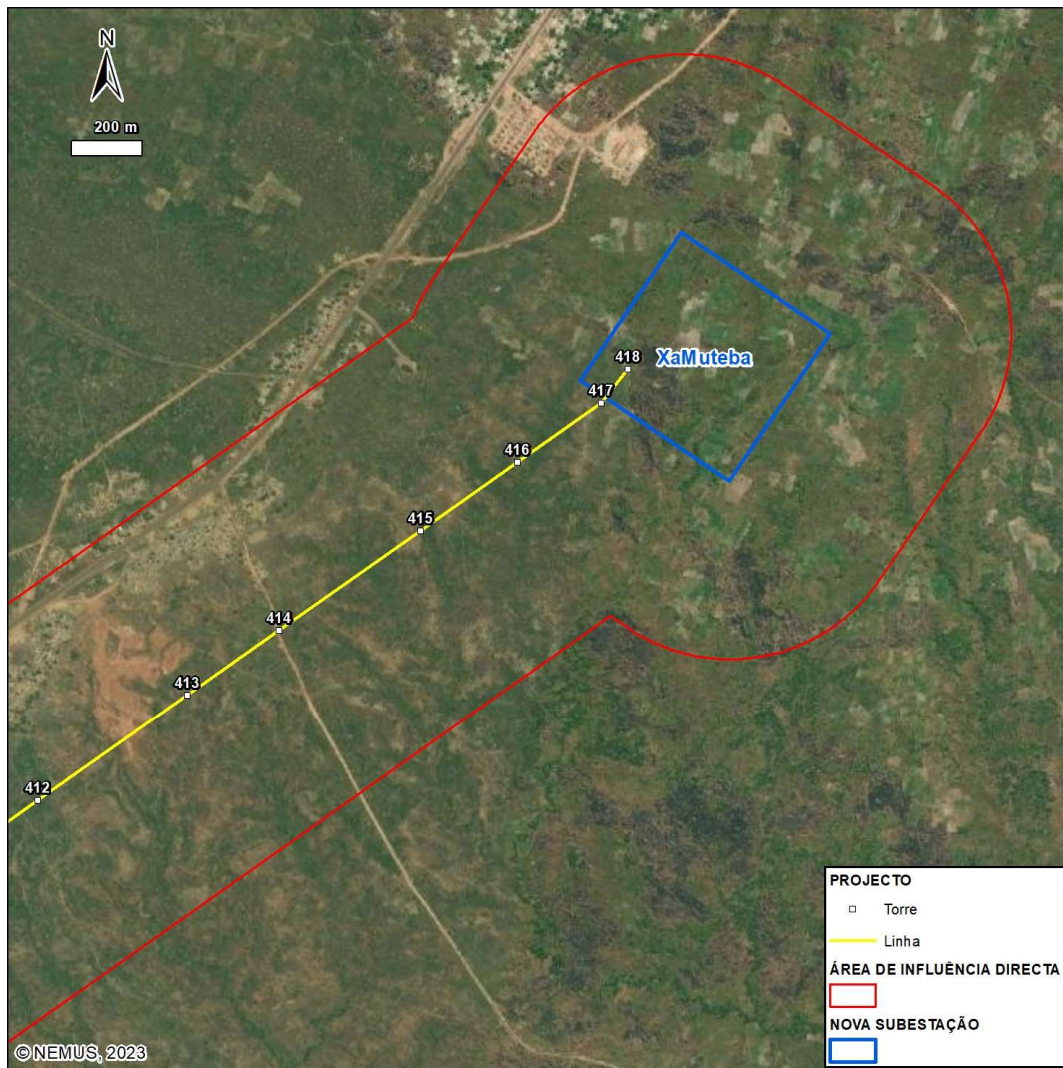 N
200 m
418
XaMuteba
417
416
415
414
413
412
PROJECTO
Torre
Linha
ÁREA DE INFLUÊNCIA DIRECTA
NOVA SUBESTAÇÃO
© NEMUS, 2023